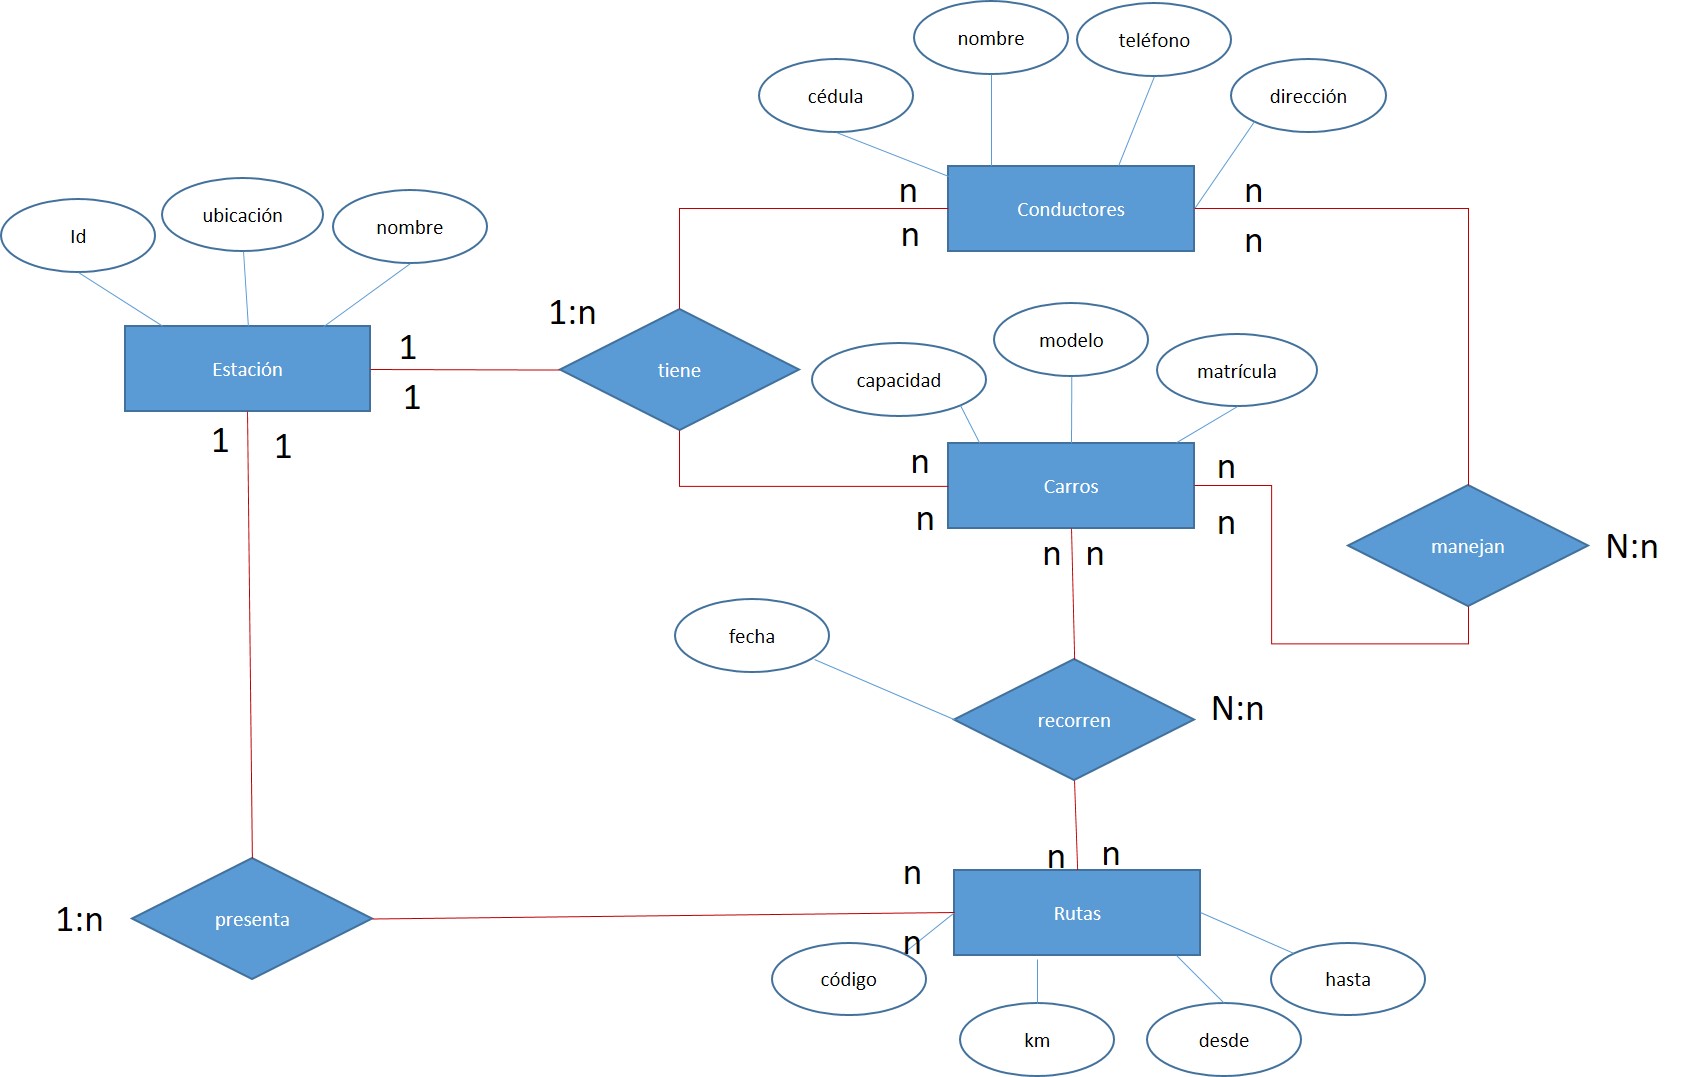 nombre
teléfono
cédula
dirección
Id
ubicación
nombre
n
Conductores
n
n
n
1:n
Estación
1
1
tiene
capacidad
modelo
matrícula
1
1
n
n
Carros
n
n
n
n
manejan
N:n
fecha
recorren
N:n
1:n
presenta
n
n
n
n
Rutas
código
km
desde
hasta